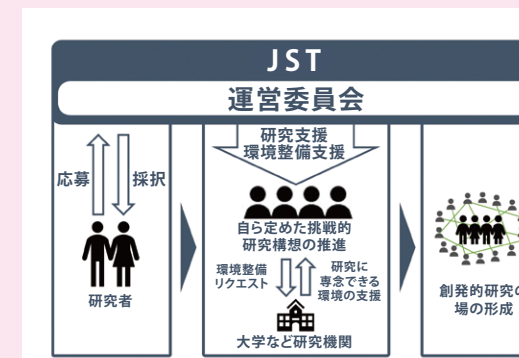 JST
運営委員会
応募
採択
研究者
研究支援
環境整備支援
自ら定めた挑戦的
研究構想の推進
環境整備
リクエスト
研究に
専念できる
環境の支援
大学など研究機関
創発的研究の
場の形成